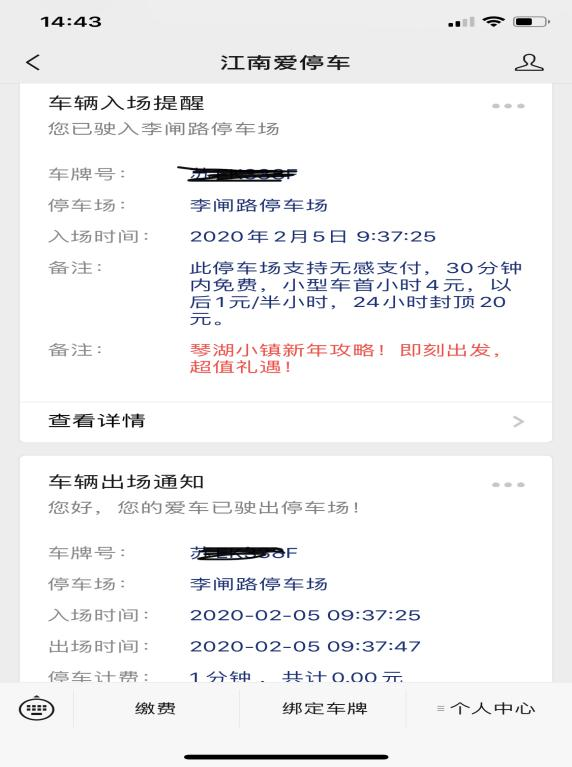 14:43
江南爱停车
车辆入场提醒
您已驶入李闸路停车场
车牌号：
停车场： 李闸路停车场
入场时间： 2020年2月5日 9:37:25
备注： 此停车场支持无感支付，30分钟
内免费，小型车首小时4元，以
后1元/半小时，24小时封顶20
元。
备注： 琴湖小镇新年攻略！即刻出发，
超值礼遇！
查看详情
车辆出场通知
您好，您的爱车已驶出停车场！
车牌号：
停车场： 李闸路停车场
入场时间： 2020-02-05 09:37:25
出场时间： 2020-02-05 09:37:47
停车计费： 1分钟，共计0.00元
缴费 绑定车牌 个人中心